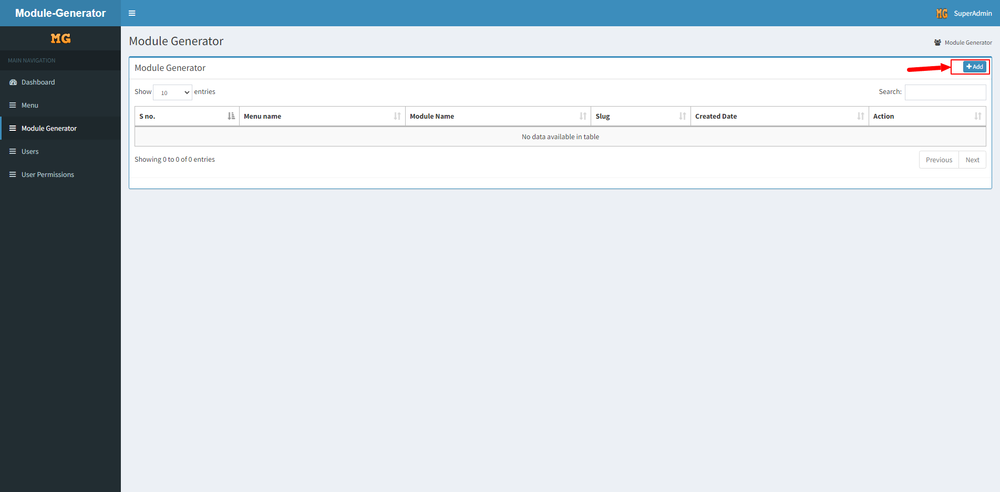 Module-Generator
MG SuperAdmin
MG
MAIN NAVIGATION
Dashboard
Menu
Module Generator
Users
User Permissions
Module Generator
Module Generator
Module Generator
Add
Show 10 entries
Search:
S no. Menu name Module Name Slug Created Date Action
No data available in table
Showing 0 to 0 of 0 entries
Previous Next